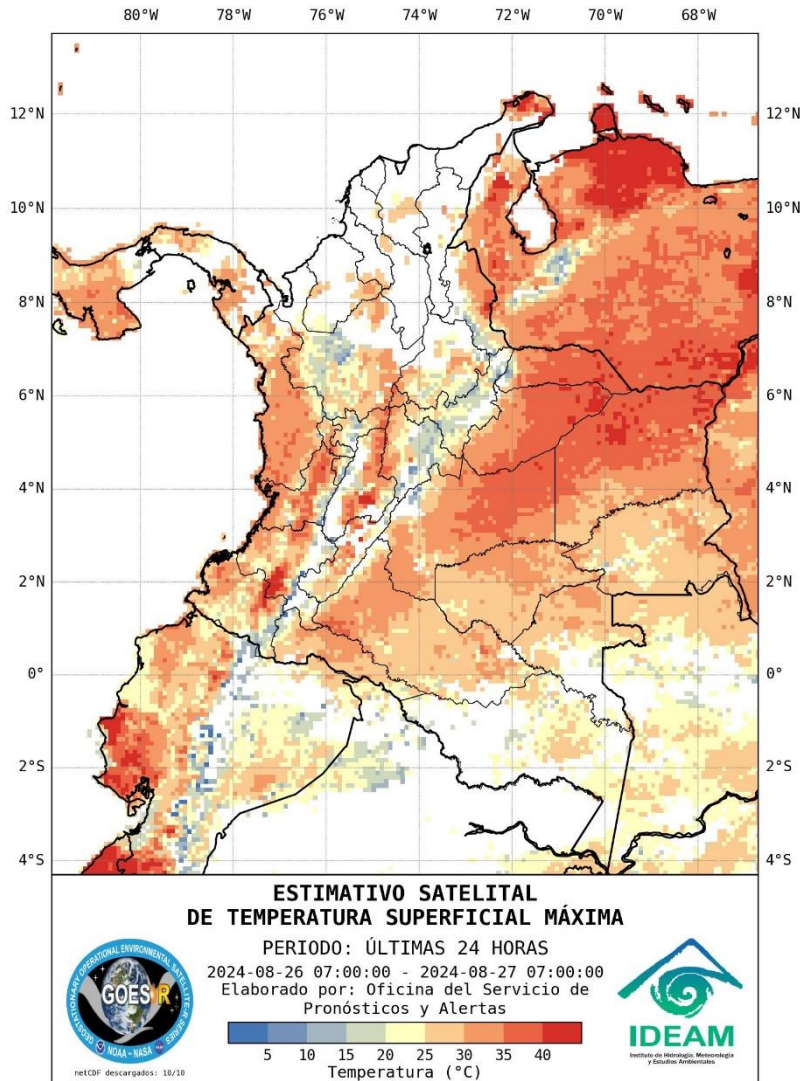 80°W 78°W 76°W 74°W 72°W 70°W 68°W
12°N 12°N
10°N 10°N
8°N 8°N
6°N 6°N
4°N 4°N
2°N 2°N
0° 0°
2°S 2°S
4°S 4°S
ESTIMATIVO SATELITAL
DE TEMPERATURA SUPERFICIAL MÁXIMA
PERIODO: ÚLTIMAS 24 HORAS
2024-08-26 07:00:00 - 2024-08-27 07:00:00
Elaborado por: Oficina del Servicio de
Pronósticos y Alertas
5 10 15 20 25 30 35 40
Temperatura (°C)
GEOSTATIONARY OPERATIONAL ENVIRONMENTAL SATELLITE-R SERIES
GOES R
NOAA ~ NASA
netCDF descargados: 10/10
IDEAM
Instituto de Hidrología, Meteorología
y Estudios Ambientales